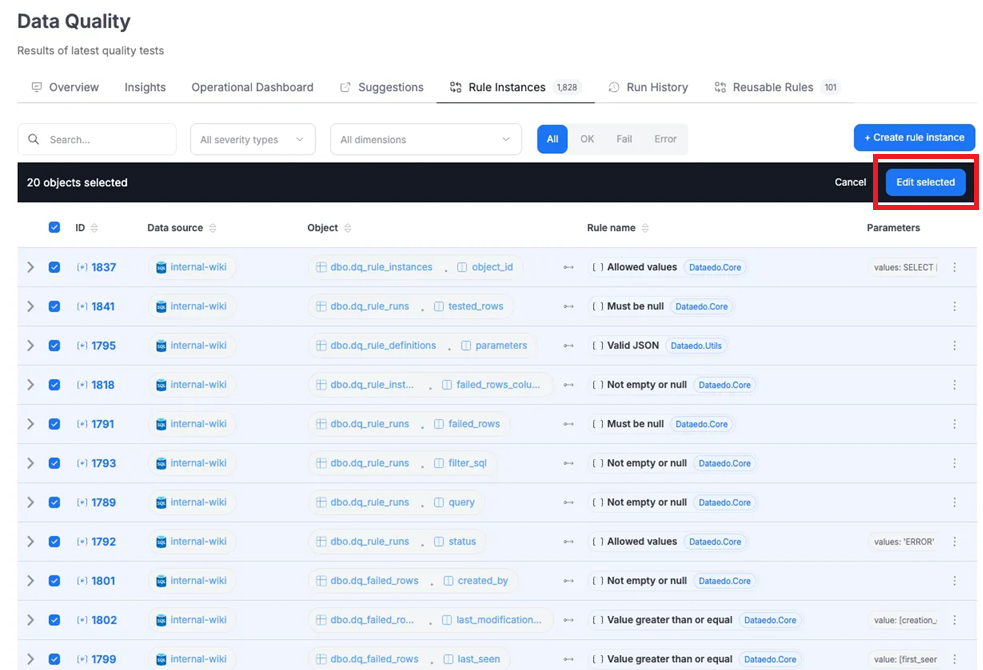 Data Quality
Results of latest quality tests
Overview Insights Operational Dashboard Suggestions Rule Instances 1,828 Run History Reusable Rules 101
Search... All severity types All dimensions All OK Fail Error + Create rule instance
20 objects selected Cancel Edit selected
ID Data source Object Rule name Parameters
1837 internal-wiki dbo.dq_rule_instances . object_id Allowed values Dataedo.Core values: SELECT
1841 internal-wiki dbo.dq_rule_runs . tested_rows Must be null Dataedo.Core
1795 internal-wiki dbo.dq_rule_definitions . parameters Valid JSON Dataedo.Utils
1818 internal-wiki dbo.dq_rule_inst... . failed_rows_colu... Not empty or null Dataedo.Core
1791 internal-wiki dbo.dq_rule_runs . failed_rows Must be null Dataedo.Core
1793 internal-wiki dbo.dq_rule_runs . filter_sql Not empty or null Dataedo.Core
1789 internal-wiki dbo.dq_rule_runs . query Not empty or null Dataedo.Core
1792 internal-wiki dbo.dq_rule_runs . status Allowed values Dataedo.Core values: 'ERROR'
1801 internal-wiki dbo.dq_failed_rows . created_by Not empty or null Dataedo.Core
1802 internal-wiki dbo.dq_failed_ro... . last_modification... Value greater than or equal Dataedo.Core value: [creation_
1799 internal-wiki dbo.dq_failed_rows . last_seen Value greater than or equal Dataedo.Core value: [first_seen